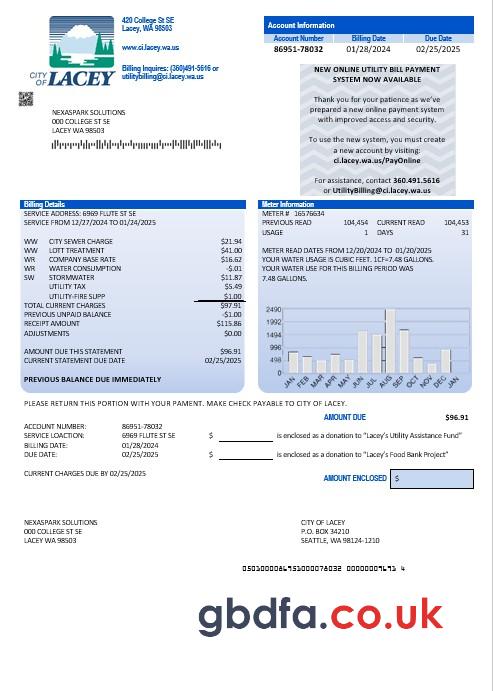 420 College St SE
Lacey, WA 98503
www.ci.lacey.wa.us
Billing Inquires: (360)491-5616 or
utilitybilling@ci.lacey.wa.us
CITY OF LACEY
Account Information
Account Number Billing Date Due Date
86951-78032 01/28/2024 02/25/2025
NEW ONLINE UTILITY BILL PAYMENT
SYSTEM NOW AVAILABLE
Thank you for your patience as we've
prepared a new online payment system
with improved access and security.
To use the new system, you must create
a new account by visiting:
ci.lacey.wa.us/PayOnline
For assistance, contact 360.491.5616
or UtilityBilling@ci.lacey.wa.us
NEXASPARK SOLUTIONS
000 COLLEGE ST SE
LACEY WA 98503
Billing Details
SERVICE ADDRESS: 6969 FLUTE ST SE
SERVICE FROM 12/27/2024 TO 01/24/2025
WW CITY SEWER CHARGE $21.94
WW LOTT TREATMENT $41.00
WR COMPANY BASE RATE $16.62
WR WATER CONSUMPTION -$.01
SW STORMWATER $11.87
UTILITY TAX $5.49
UTILITY-FIRE SUPP $1.00
TOTAL CURRENT CHARGES $97.91
PREVIOUS UNPAID BALANCE -$1.00
RECEIPT AMOUNT $115.86
ADJUSTMENTS $0.00
AMOUNT DUE THIS STATEMENT $96.91
CURRENT STATEMENT DUE DATE 02/25/2025
PREVIOUS BALANCE DUE IMMEDIATELY
Meter Information
METER # 16576634
PREVIOUS READ 104,454 CURRENT READ 104,453
USAGE 1 DAYS 31
METER READ DATES FROM 12/20/2024 TO 01/20/2025
YOUR WATER USAGE IS CUBIC FEET. 1CF=7.48 GALLONS.
YOUR WATER USE FOR THIS BILLING PERIOD WAS
7.48 GALLONS.
2490
1992
1494
996
498
0
JAN FEB MAR APR MAY JUN JUL AUG SEP OCT NOV DEC JAN
PLEASE RETURN THIS PORTION WITH YOUR PAMENT. MAKE CHECK PAYABLE TO CITY OF LACEY.
AMOUNT DUE $96.91
ACCOUNT NUMBER: 86951-78032
SERVICE LOACTION: 6969 FLUTE ST SE $ is enclosed as a donation to "Lacey's Utility Assistance Fund"
BILLING DATE: 01/28/2024
DUE DATE: 02/25/2025 $ is enclosed as a donation to "Lacey's Food Bank Project"
CURRENT CHARGES DUE BY 02/25/2025
AMOUNT ENCLOSED $
NEXASPARK SOLUTIONS
000 COLLEGE ST SE
LACEY WA 98503
CITY OF LACEY
P.O. BOX 34210
SEATTLE, WA 98124-1210
gbdfa.co.uk